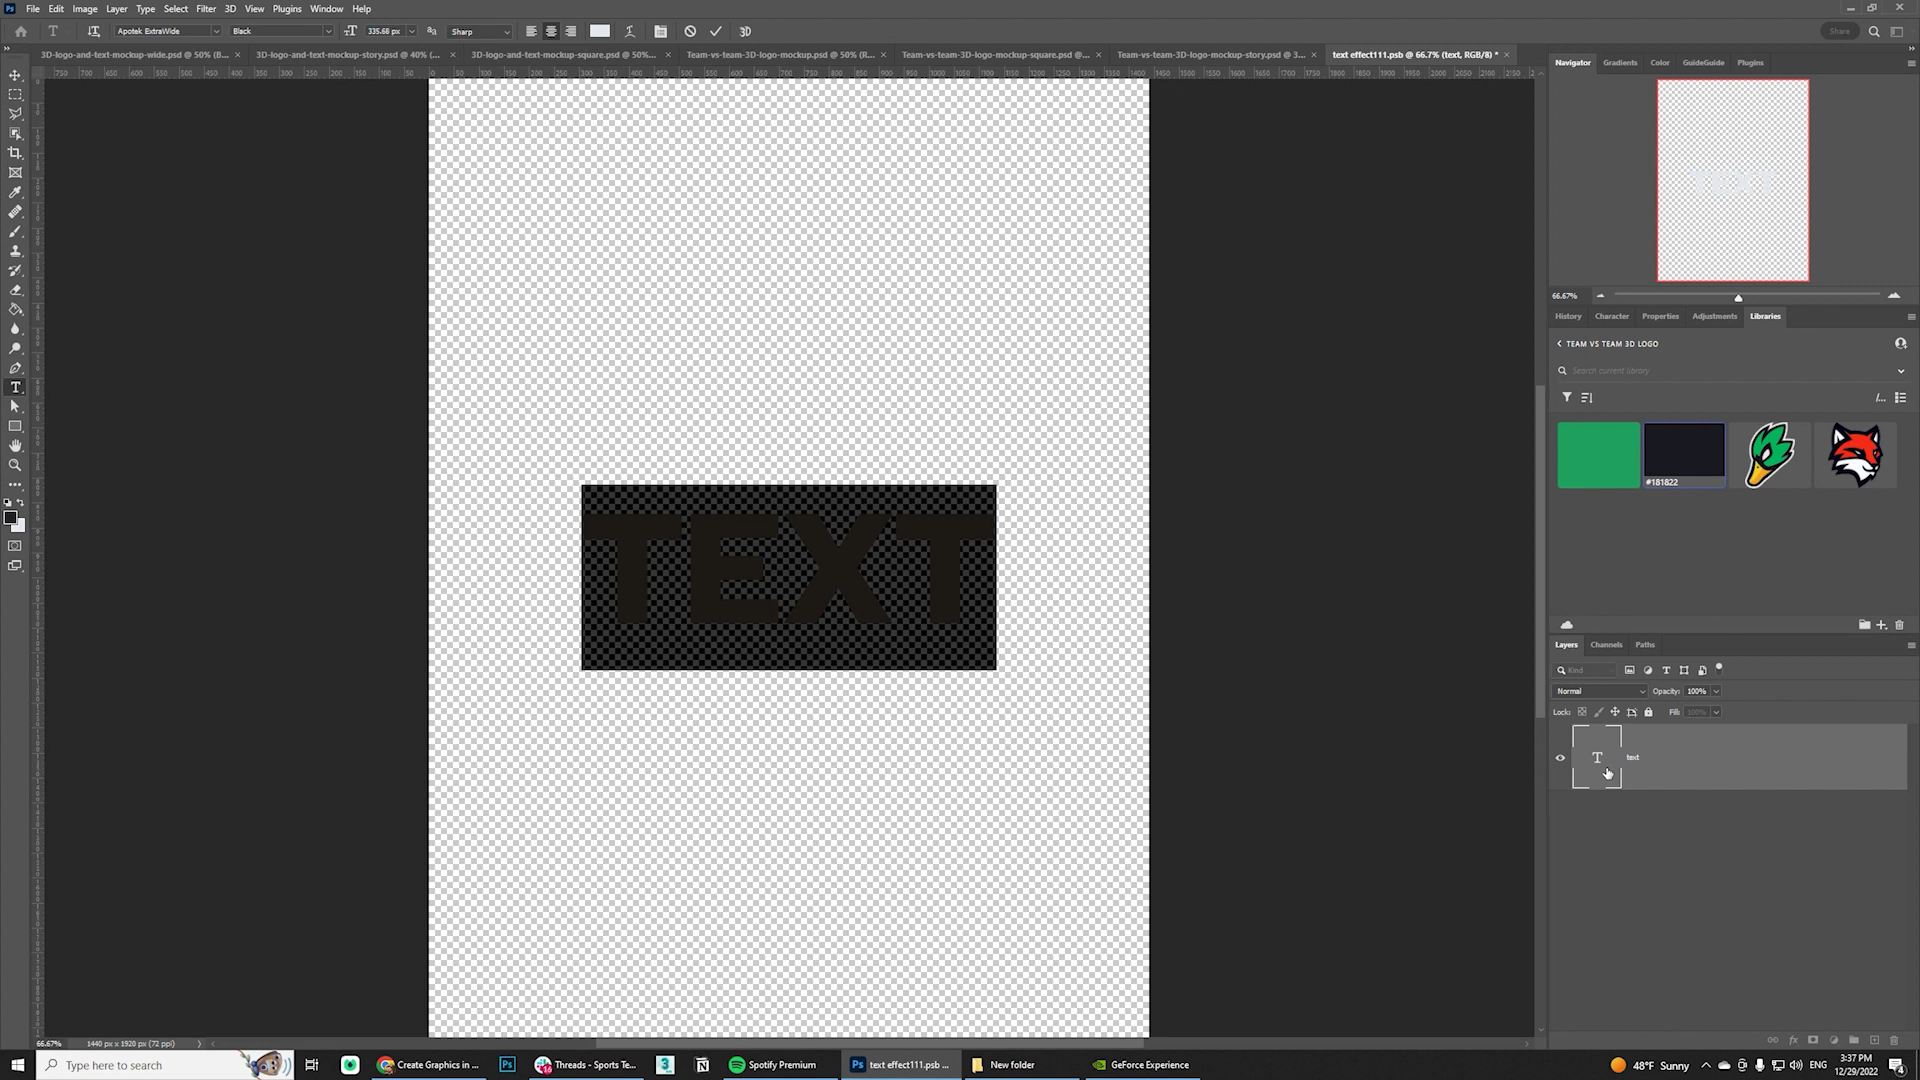 File Edit Image Layer Type Select Filter 3D View Plugins Window Help
Apotek ExtraWide Black 335.68 px Sharp 3D Share
3D-logo-and-text-mockup-wide.psd @ 50% (B... 3D-logo-and-text-mockup-story.psd @ 40% (... 3D-logo-and-text-mockup-square.psd @ 50%... Team-vs-team-3D-logo-mockup.psd @ 50% (R... Team-vs-team-3D-logo-mockup-square.psd @... Team-vs-team-3D-logo-mockup-story.psd @ 3... text effect111.psb @ 66.7% (text, RGB/8) *
Navigator Gradients Color GuideGuide Plugins
TEXT
66.67%
History Character Properties Adjustments Libraries
TEAM VS TEAM 3D LOGO
Search current library
#181822
TEXT
Layers Channels Paths
Kind
Normal Opacity: 100%
Lock: Fill: 100%
T text
66.67% 1440 px x 1920 px (72 ppi)
Type here to search
Create Graphics in ... Threads - Sports Te... Spotify Premium text effect111.psb ... New folder GeForce Experience
48°F Sunny ENG 3:37 PM
12/29/2022